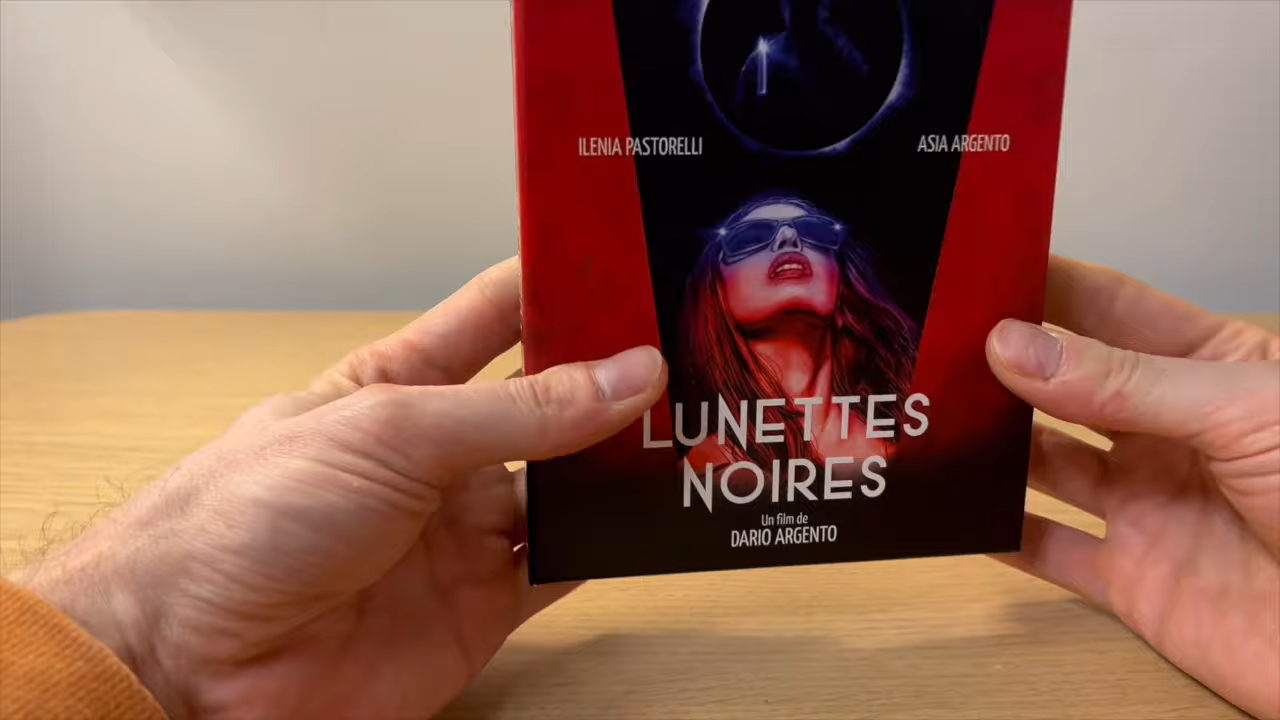 ILENIA PASTORELLI
ASIA ARGENTO
LUNETTES
NOIRES
Un film de
DARIO ARGENTO